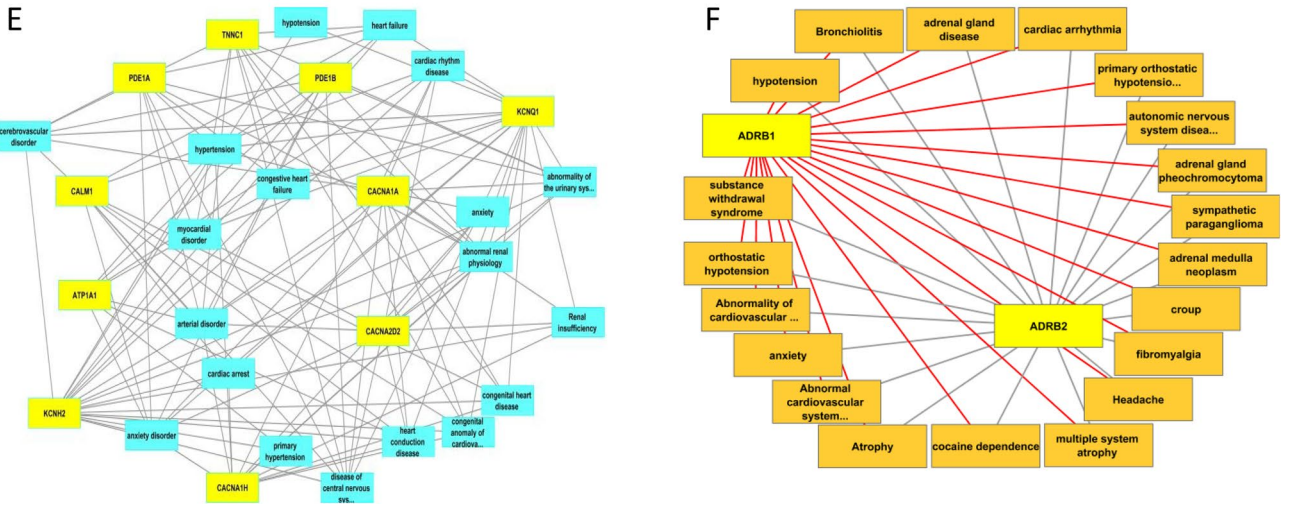 E
TNNC1
hypotension
heart failure
PDE1A
PDE1B
cardiac rhythm
disease
KCNQ1
cerebrovascular
disorder
hypertension
CALM1
congestive heart
failure
CACNA1A
abnormality of
the urinary sys...
anxiety
myocardial
disorder
abnormal renal
physiology
ATP1A1
arterial disorder
CACNA2D2
Renal
insufficiency
cardiac arrest
KCNH2
anxiety disorder
primary
hypertension
heart
conduction
disease
congenital
anomaly of
cardiova...
congenital heart
disease
CACNA1H
disease of
central nervous
sys...
F
Bronchiolitis
adrenal gland
disease
cardiac arrhythmia
hypotension
primary orthostatic
hypotensio...
ADRB1
autonomic nervous
system disea...
adrenal gland
pheochromocytoma
substance
withdrawal
syndrome
sympathetic
paraganglioma
orthostatic
hypotension
adrenal medulla
neoplasm
Abnormality of
cardiovascular ...
croup
ADRB2
anxiety
fibromyalgia
Abnormal
cardiovascular
system...
Headache
Atrophy
cocaine dependence
multiple system
atrophy